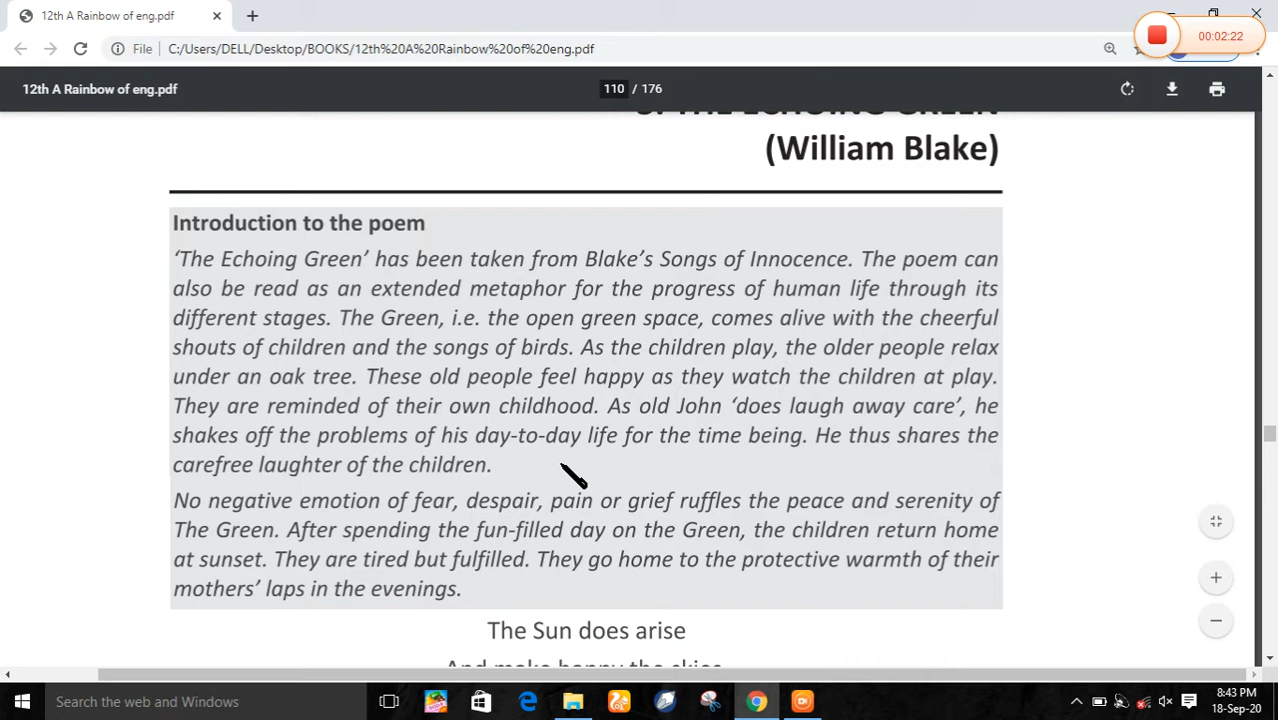 12th A Rainbow of eng.pdf
File
C:/Users/DELL/Desktop/BOOKS/12th%20A%20Rainbow%20of%20eng.pdf
00:02:22
12th A Rainbow of eng.pdf
110 / 176
THE ECHOING GREEN
(William Blake)
Introduction to the poem
‘The Echoing Green’ has been taken from Blake’s Songs of Innocence. The poem can
also be read as an extended metaphor for the progress of human life through its
different stages. The Green, i.e. the open green space, comes alive with the cheerful
shouts of children and the songs of birds. As the children play, the older people relax
under an oak tree. These old people feel happy as they watch the children at play.
They are reminded of their own childhood. As old John ‘does laugh away care’, he
shakes off the problems of his day-to-day life for the time being. He thus shares the
carefree laughter of the children.
No negative emotion of fear, despair, pain or grief ruffles the peace and serenity of
The Green. After spending the fun-filled day on the Green, the children return home
at sunset. They are tired but fulfilled. They go home to the protective warmth of their
mothers’ laps in the evenings.
The Sun does arise
And make happy the skies
Search the web and Windows
8:43 PM
18-Sep-20